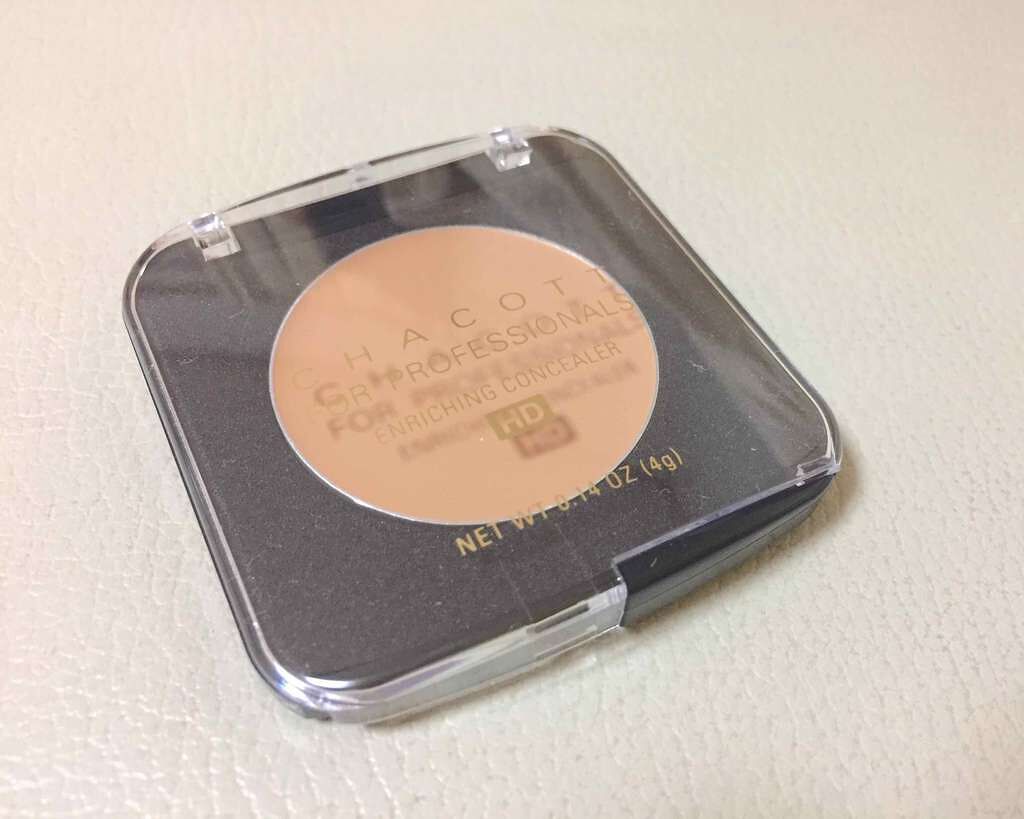 CHACOTT
FOR PROFESSIONALS
ENRICHING CONCEALER
HD
NET WT 0.14 OZ (4g)